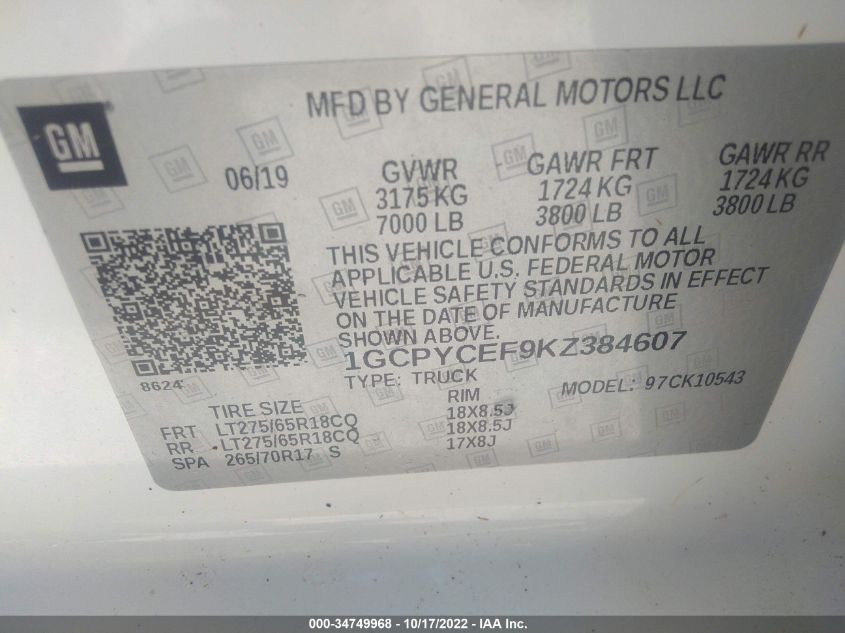 GM
MFD BY GENERAL MOTORS LLC
06/19
GVWR
3175 KG
7000 LB
GAWR FRT
1724 KG
3800 LB
GAWR RR
1724 KG
3800 LB
THIS VEHICLE CONFORMS TO ALL
APPLICABLE U.S. FEDERAL MOTOR
VEHICLE SAFETY STANDARDS IN EFFECT
ON THE DATE OF MANUFACTURE
SHOWN ABOVE.
1GCPYCEF9KZ384607
8624
TYPE: TRUCK
MODEL: 97CK10543
TIRE SIZE RIM
FRT LT275/65R18CQ 18X8.5J
RR LT275/65R18CQ 18X8.5J
SPA 265/70R17 S 17X8J
000-34749968 - 10/17/2022 - IAA Inc.